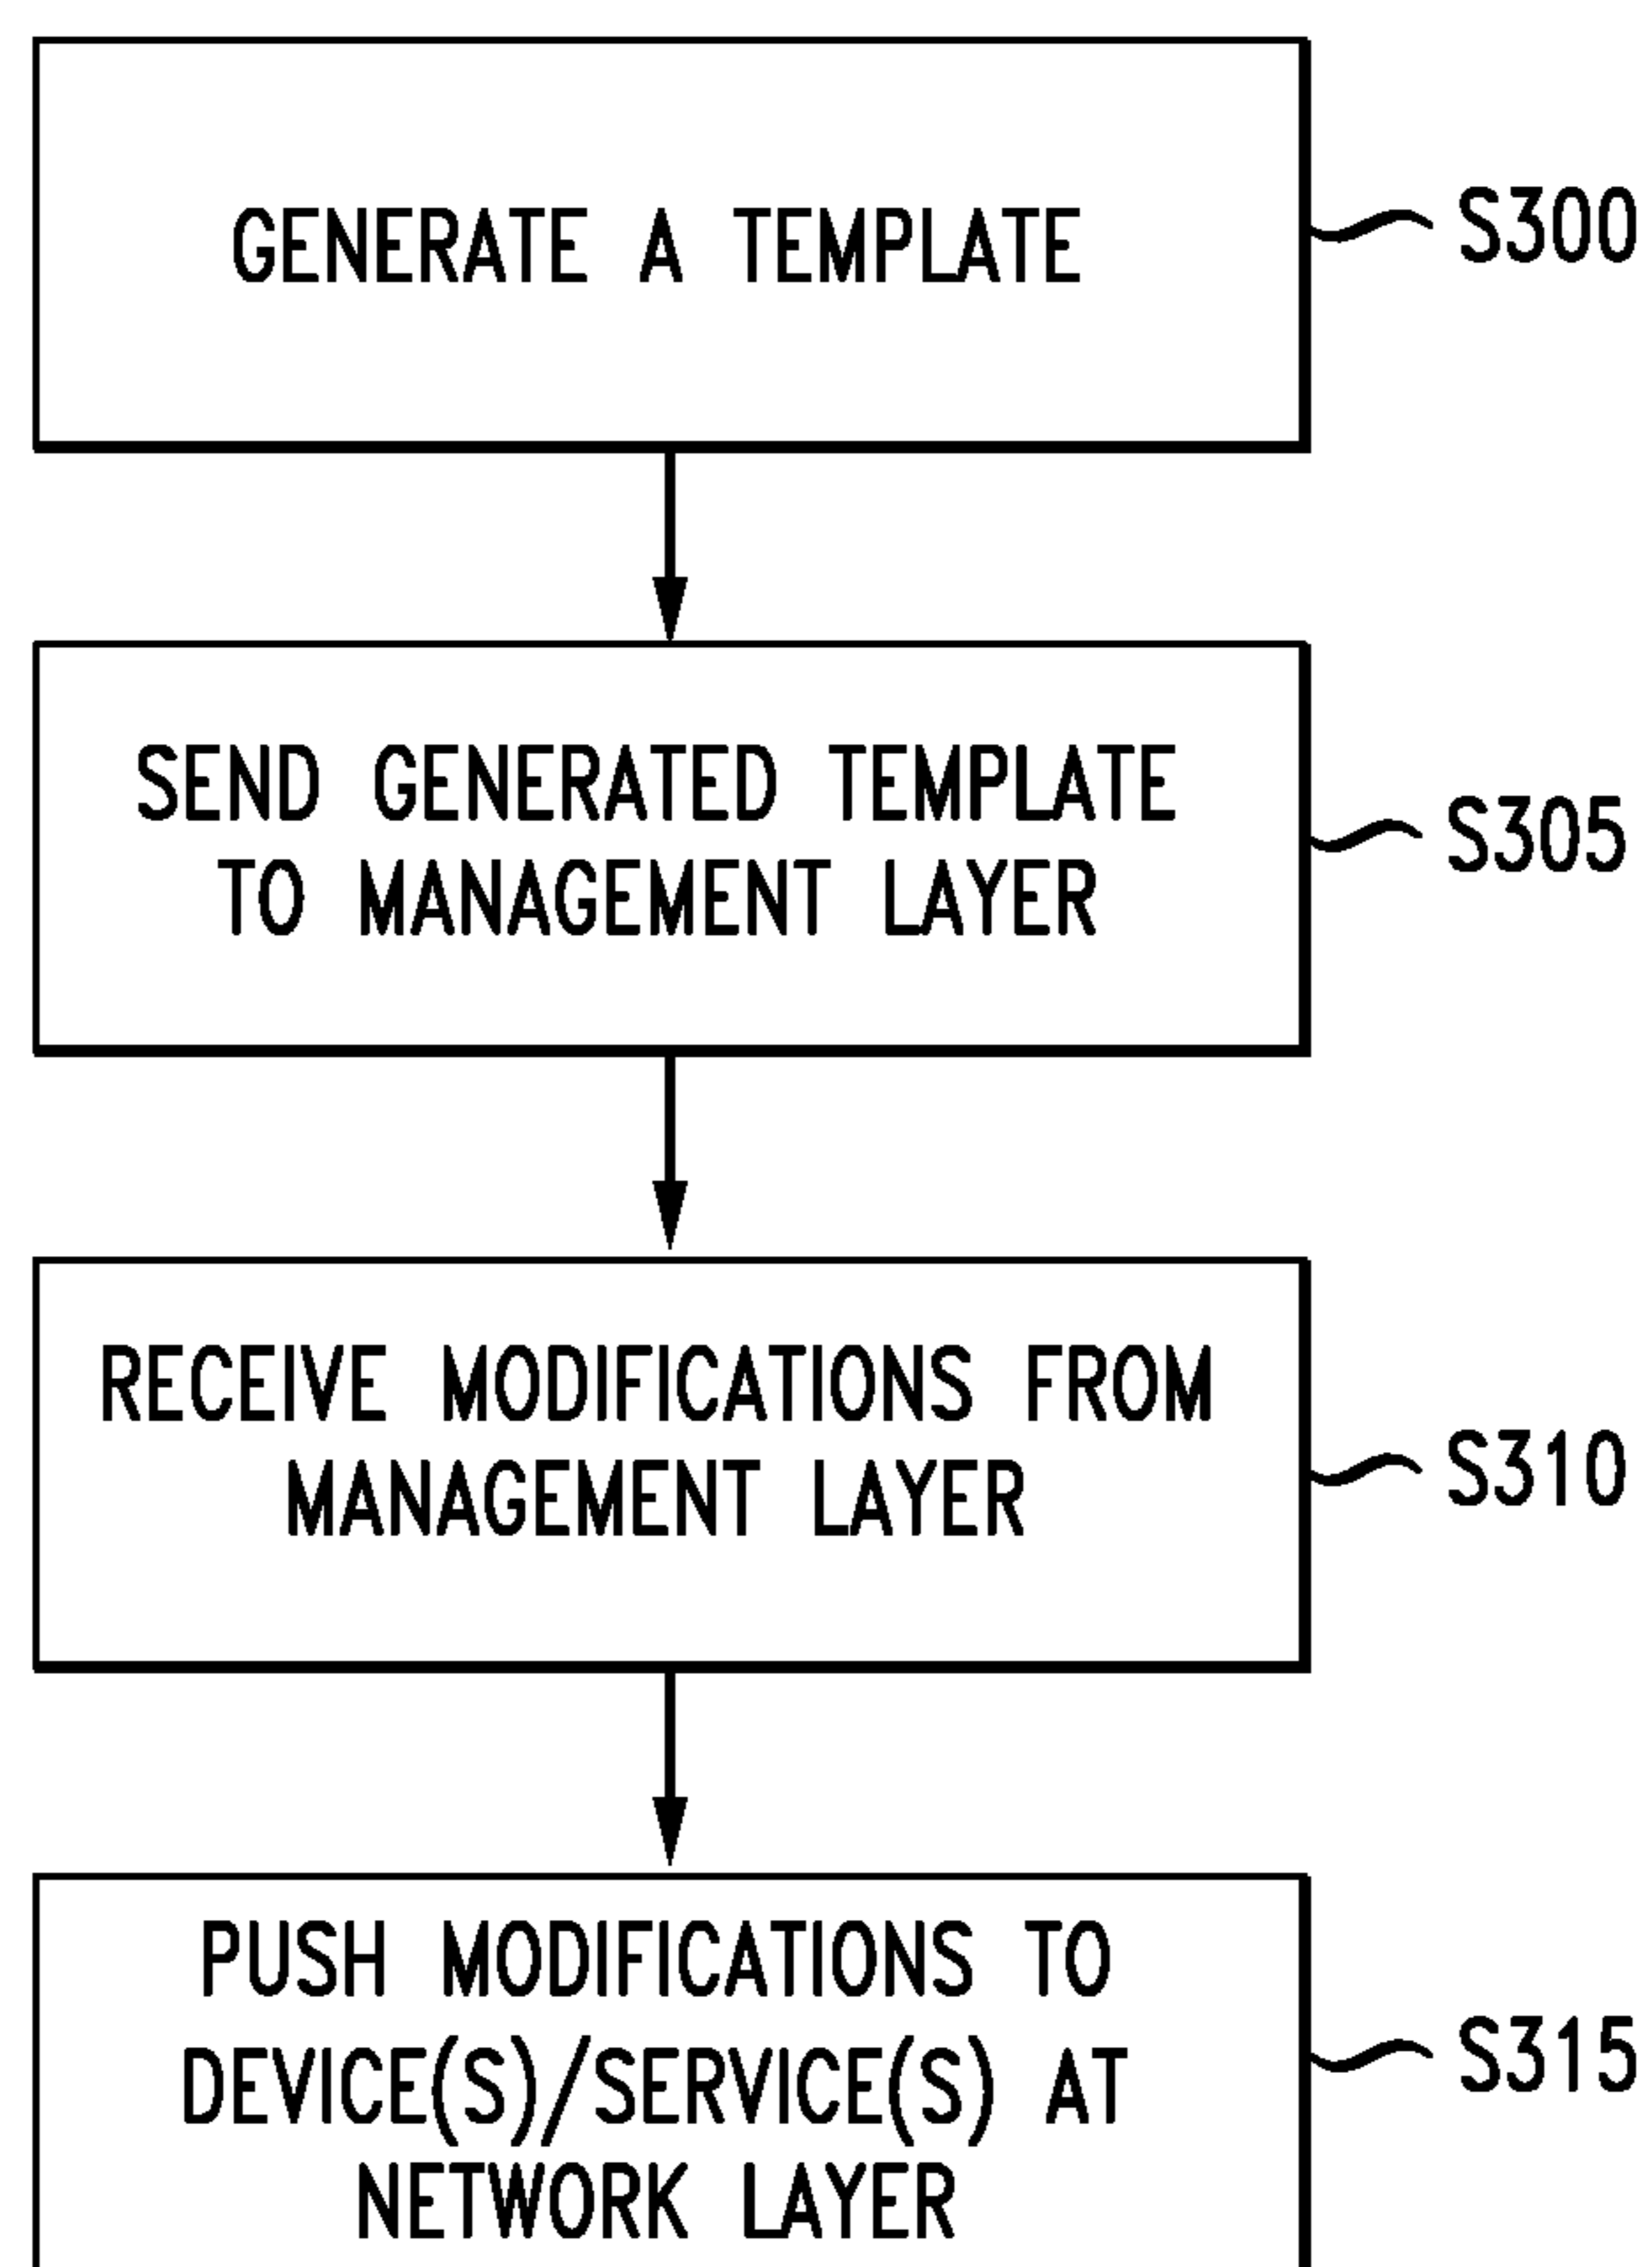 GENERATE A TEMPLATE
S300
SEND GENERATED TEMPLATE
TO MANAGEMENT LAYER
S305
RECEIVE MODIFICATIONS FROM
MANAGEMENT LAYER
S310
PUSH MODIFICATIONS TO
DEVICE(S)/SERVICE(S) AT
NETWORK LAYER
S315